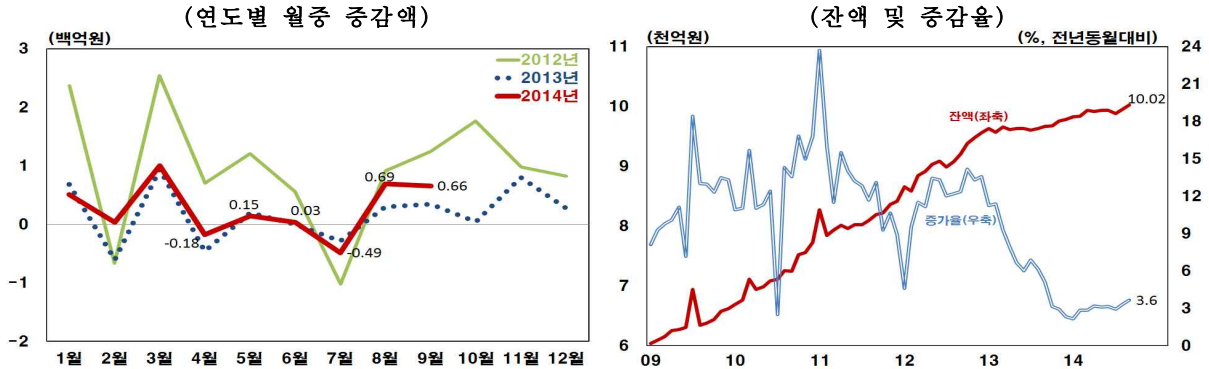 (연도별 월중 증감액)
(백억원)
3
2
1
0
-1
-2
2012년
2013년
2014년
-0.18
0.15
0.03
-0.49
0.69
0.66
1월 2월 3월 4월 5월 6월 7월 8월 9월 10월 11월 12월
(잔액 및 증감율)
(천억원) (%, 전년동월대비)
11
10
9
8
7
6
잔액(좌축)
증가율(우축)
10.02
3.6
24
21
18
15
12
9
6
3
0
09 10 11 12 13 14